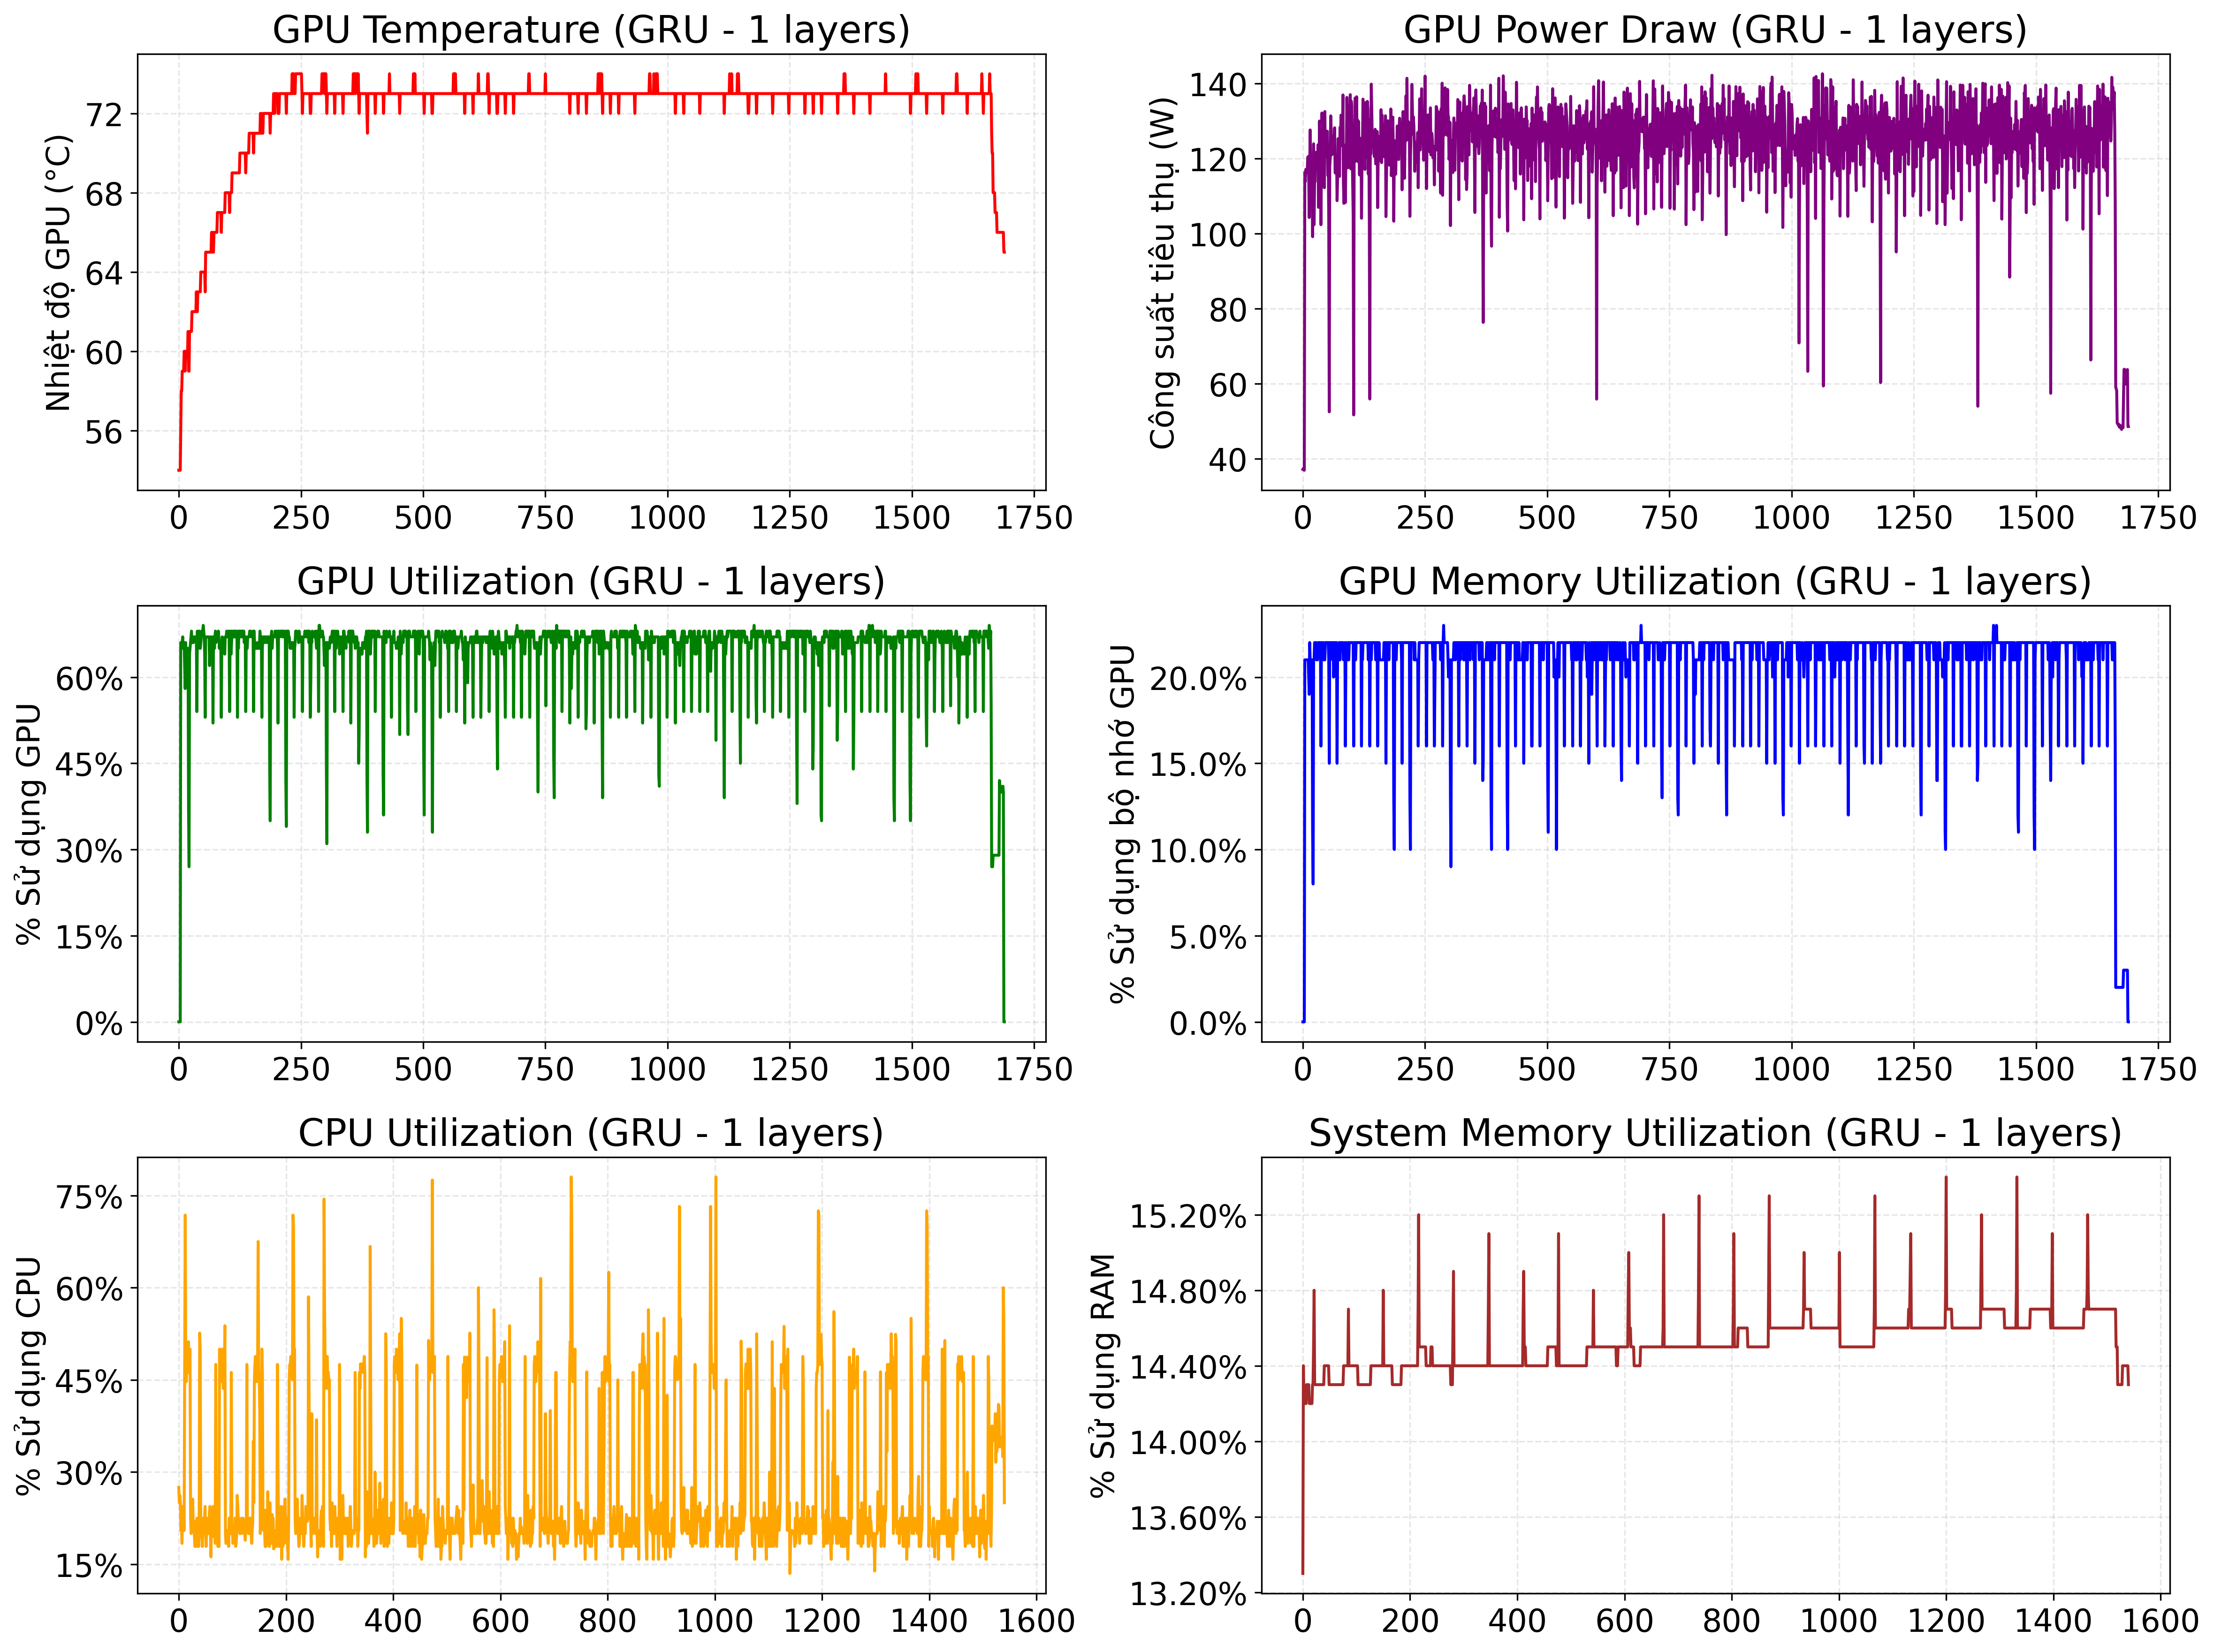 GPU Temperature (GRU - 1 layers)
Nhiệt độ GPU (°C)
72
68
64
60
56
0 250 500 750 1000 1250 1500 1750
GPU Power Draw (GRU - 1 layers)
Công suất tiêu thụ (W)
140
120
100
80
60
40
0 250 500 750 1000 1250 1500 1750
GPU Utilization (GRU - 1 layers)
% Sử dụng GPU
60%
45%
30%
15%
0%
0 250 500 750 1000 1250 1500 1750
GPU Memory Utilization (GRU - 1 layers)
% Sử dụng bộ nhớ GPU
20.0%
15.0%
10.0%
5.0%
0.0%
0 250 500 750 1000 1250 1500 1750
CPU Utilization (GRU - 1 layers)
% Sử dụng CPU
75%
60%
45%
30%
15%
0 200 400 600 800 1000 1200 1400 1600
System Memory Utilization (GRU - 1 layers)
% Sử dụng RAM
15.20%
14.80%
14.40%
14.00%
13.60%
13.20%
0 200 400 600 800 1000 1200 1400 1600